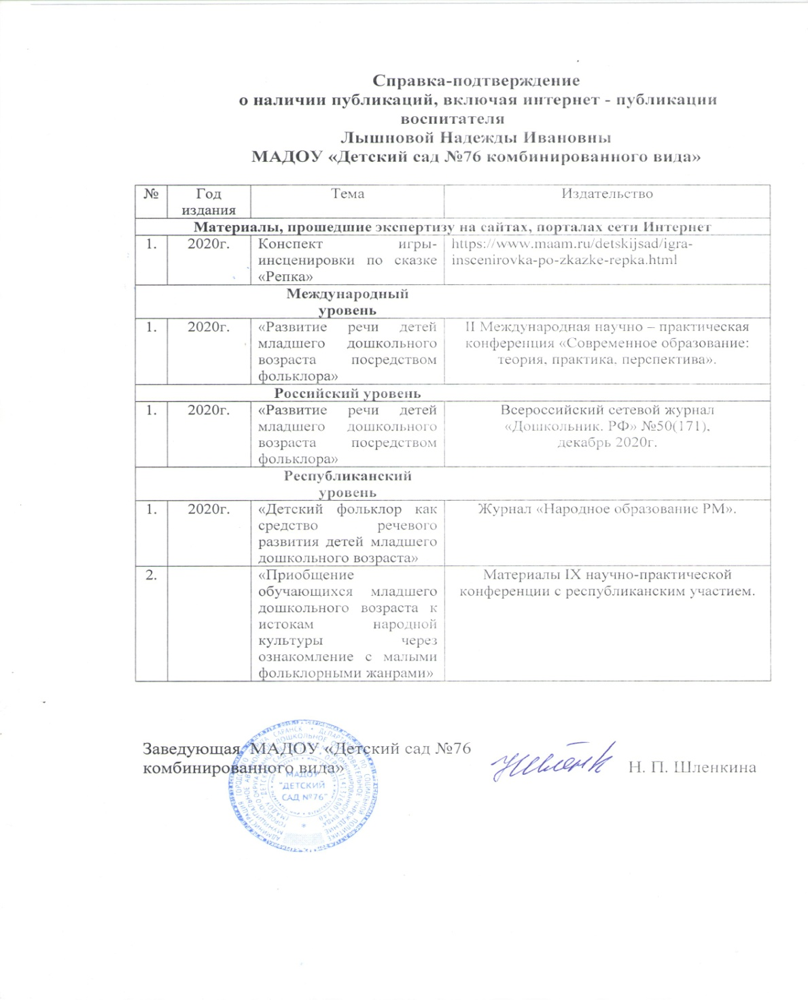 Справка-подтверждение
о наличии публикаций, включая интернет - публикации
воспитателя
Лышновой Надежды Ивановны
МАДОУ «Детский сад №76 комбинированного вида»
№ Год издания Тема Издательство
Материалы, прошедшие экспертизу на сайтах, порталах сети Интернет
1. 2020г. Конспект игры- https://www.maam.ru/detskijsad/igra-
инсценировки по сказке inscenirovka-po-zkazke-repka.html
«Репка»
Международный
уровень
1. 2020г. «Развитие речи детей II Международная научно – практическая
младшего дошкольного конференция «Современное образование:
возраста посредством теория, практика, перспектива».
фольклора»
Российский уровень
1. 2020г. «Развитие речи детей Всероссийский сетевой журнал
младшего дошкольного «Дошкольник. РФ» №50(171),
возраста посредством декабрь 2020г.
фольклора»
Республиканский
уровень
1. 2020г. «Детский фольклор как Журнал «Народное образование РМ».
средство речевого
развития детей младшего
дошкольного возраста»
2. «Приобщение Материалы IX научно-практической
обучающихся младшего конференции с республиканским участием.
дошкольного возраста к
истокам народной
культуры через
ознакомление с малыми
фольклорными жанрами»
Заведующая МАДОУ «Детский сад №76
комбинированного вида» Н. П. Шленкина
МАДОУ
"ДЕТСКИЙ
САД №76"